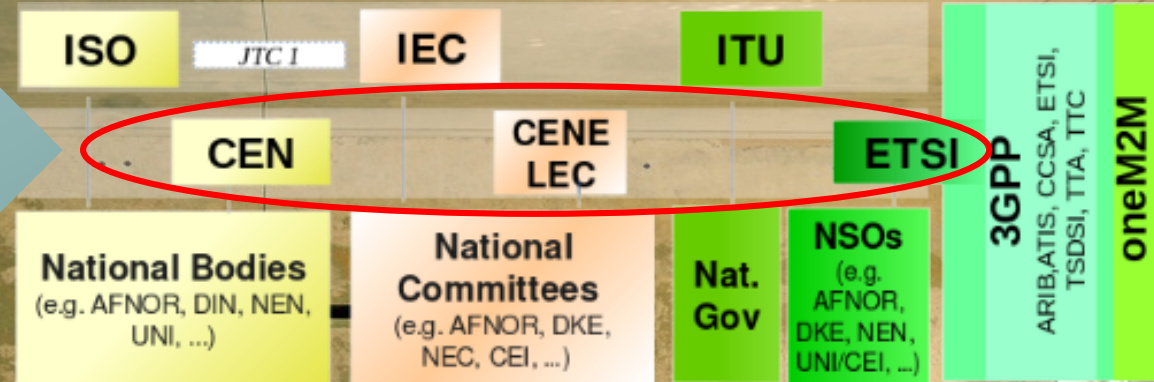 ISO
JTC 1
IEC
ITU
CEN
CENE
LEC
ETSI
National Bodies
(e.g. AFNOR, DIN, NEN,
UNI, ...)
National
Committees
(e.g. AFNOR, DKE,
NEC, CEI, ...)
Nat.
Gov
NSOs
(e.g.
AFNOR,
DKE, NEN,
UNI/CEI, ...)
3GPP
ARIB,ATIS, CCSA, ETSI,
TSDSI, TTA, TTC
oneM2M